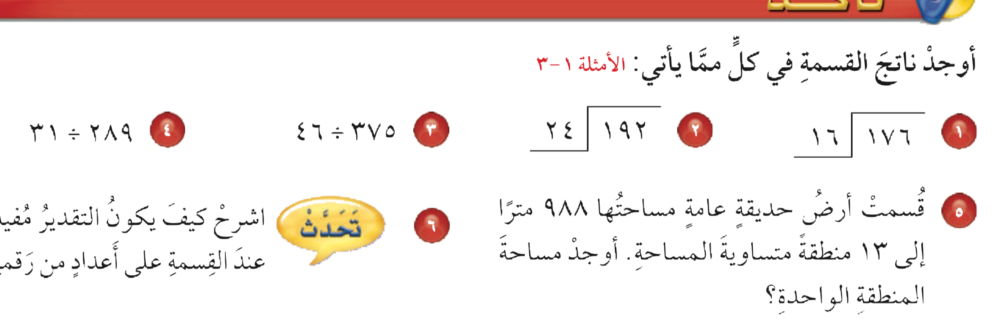 أوجدْ ناتجَ القسمةِ في كلٍّ ممَّا يأتي: الأمثلة ١-٣
١ ١٧٦ ١٦
٢ ١٩٢ ٢٤
٣ ٣٧٥ ÷ ٤٦
٤ ٢٨٩ ÷ ٣١
٥ قُسمتْ أرضُ حديقةٍ عامةٍ مساحتُها ٩٨٨ مترًا
إلى ١٣ منطقةً متساويةَ المساحةِ. أوجدْ مساحةَ
المنطقةِ الواحدةِ؟
٦ تَحَدَّثْ اشرحْ كيفَ يكونُ التقديرُ
عندَ القِسمةِ على أَعدادٍ من